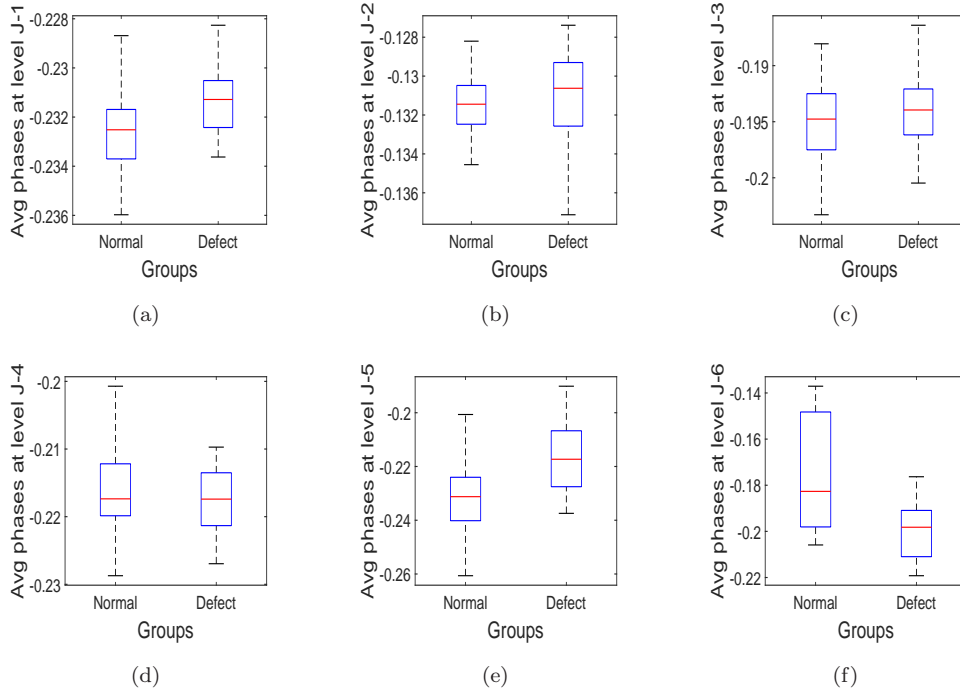 Avg phases at level J-1
-0.228
-0.23
-0.232
-0.234
-0.236
Normal Defect
Groups
(a)
Avg phases at level J-2
-0.128
-0.13
-0.132
-0.134
-0.136
Normal Defect
Groups
(b)
Avg phases at level J-3
-0.19
-0.195
-0.2
Normal Defect
Groups
(c)
Avg phases at level J-4
-0.2
-0.21
-0.22
-0.23
Normal Defect
Groups
(d)
Avg phases at level J-5
-0.2
-0.22
-0.24
-0.26
Normal Defect
Groups
(e)
Avg phases at level J-6
-0.14
-0.16
-0.18
-0.2
-0.22
Normal Defect
Groups
(f)